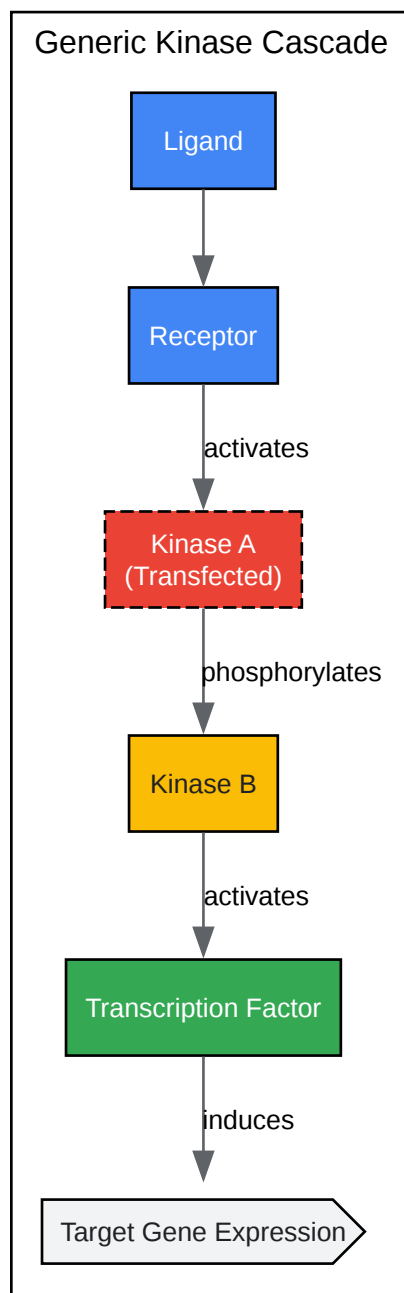 Generic Kinase Cascade
Ligand
Receptor
activates
Kinase A
(Transfected)
phosphorylates
Kinase B
activates
Transcription Factor
induces
Target Gene Expression